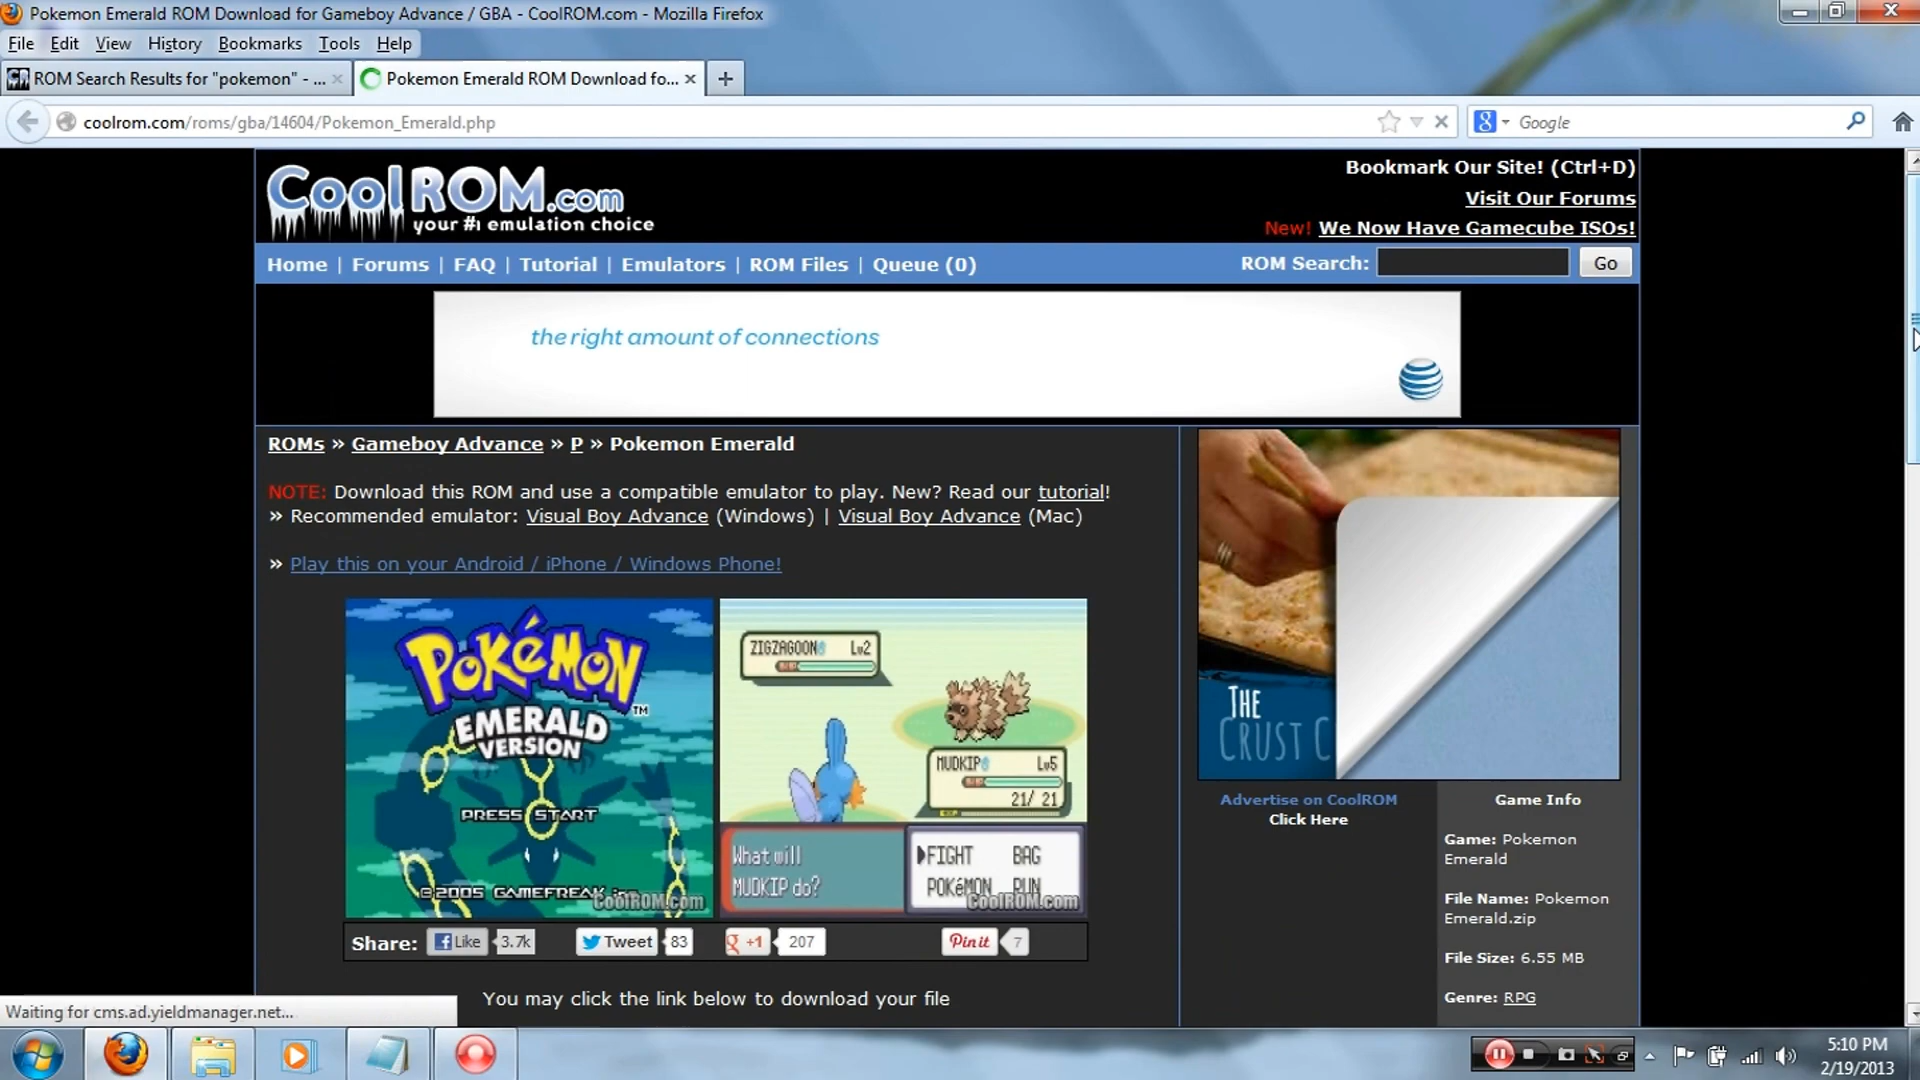 Pokemon Emerald ROM Download for Gameboy Advance / GBA - CoolROM.com - Mozilla Firefox
File Edit View History Bookmarks Tools Help
ROM Search Results for "pokemon" - ...
Pokemon Emerald ROM Download fo...
coolrom.com/roms/gba/14604/Pokemon_Emerald.php
Google
CoolROM.com
your #1 emulation choice
Bookmark Our Site! (Ctrl+D)
Visit Our Forums
New! We Now Have Gamecube ISOs!
Home | Forums | FAQ | Tutorial | Emulators | ROM Files | Queue (0)
ROM Search: Go
the right amount of connections
ROMs » Gameboy Advance » P » Pokemon Emerald
NOTE: Download this ROM and use a compatible emulator to play. New? Read our tutorial!
» Recommended emulator: Visual Boy Advance (Windows) | Visual Boy Advance (Mac)
» Play this on your Android / iPhone / Windows Phone!
POKéMON
TM
EMERALD
VERSION
PRESS START
©2005 GAMEFREAK inc.
CoolROM.com
ZIGZAGOON Lv2
MUDKIP Lv5
21/ 21
What will
MUDKIP do?
FIGHT BAG
POKéMON RUN
CoolROM.com
Share: Like 3.7k Tweet 83 +1 207 Pin it 7
You may click the link below to download your file
THE
CRUST C
Advertise on CoolROM
Click Here
Game Info
Game: Pokemon
Emerald
File Name: Pokemon
Emerald.zip
File Size: 6.55 MB
Genre: RPG
Waiting for cms.ad.yieldmanager.net...
5:10 PM
2/19/2013